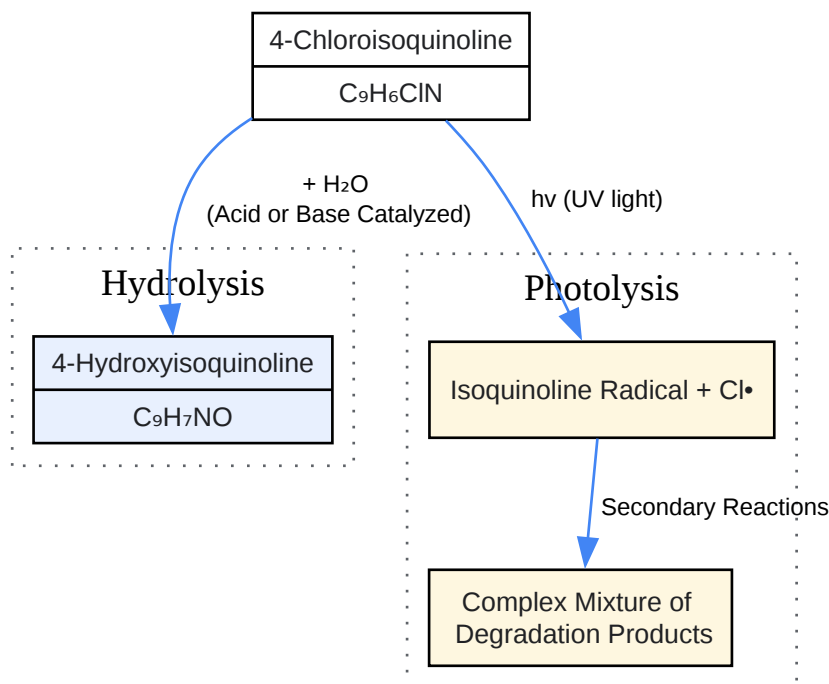 4-Chloroisoquinoline
C₉H₆ClN
+ H₂O
(Acid or Base Catalyzed)
hv (UV light)
Hydrolysis
Photolysis
4-Hydroxyisoquinoline
C₉H₇NO
Isoquinoline Radical + Cl•
Secondary Reactions
Complex Mixture of
Degradation Products